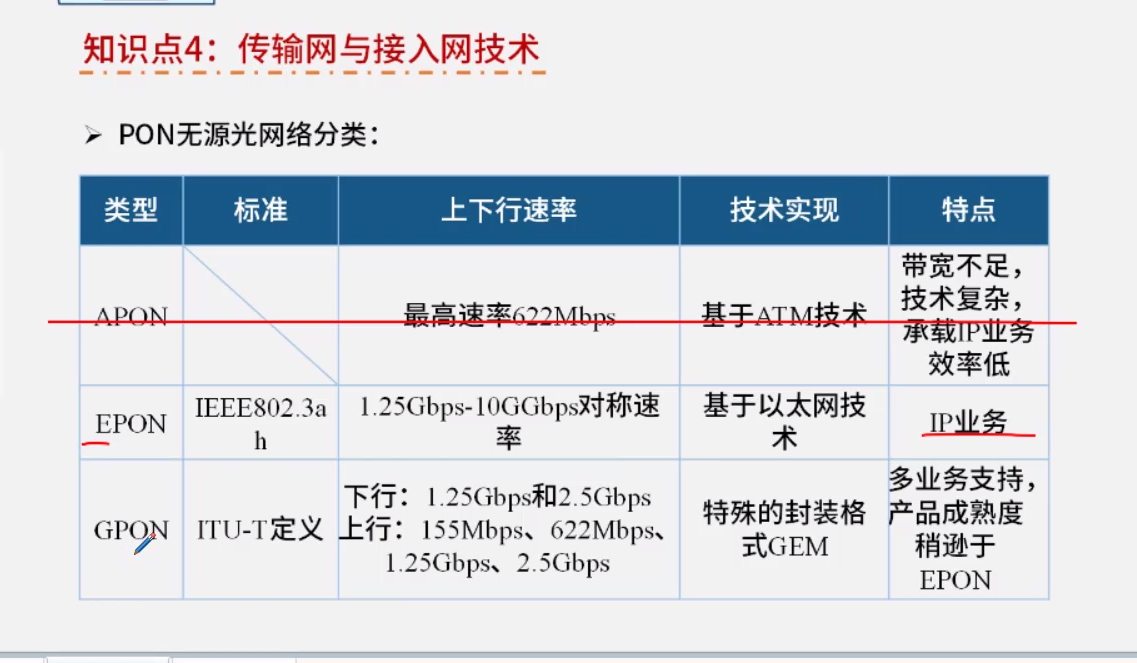 知识点4：传输网与接入网技术
➢ PON无源光网络分类：
类型 标准 上下行速率 技术实现 特点
APON 最高速率622Mbps 基于ATM技术 带宽不足，
技术复杂，
承载IP业务
效率低
EPON IEEE802.3a
h 1.25Gbps-10GGbps对称速
率 基于以太网技
术 IP业务
GPON ITU-T定义 下行：1.25Gbps和2.5Gbps
上行：155Mbps、622Mbps、
1.25Gbps、2.5Gbps 特殊的封装格
式GEM 多业务支持，
产品成熟度
稍逊于
EPON